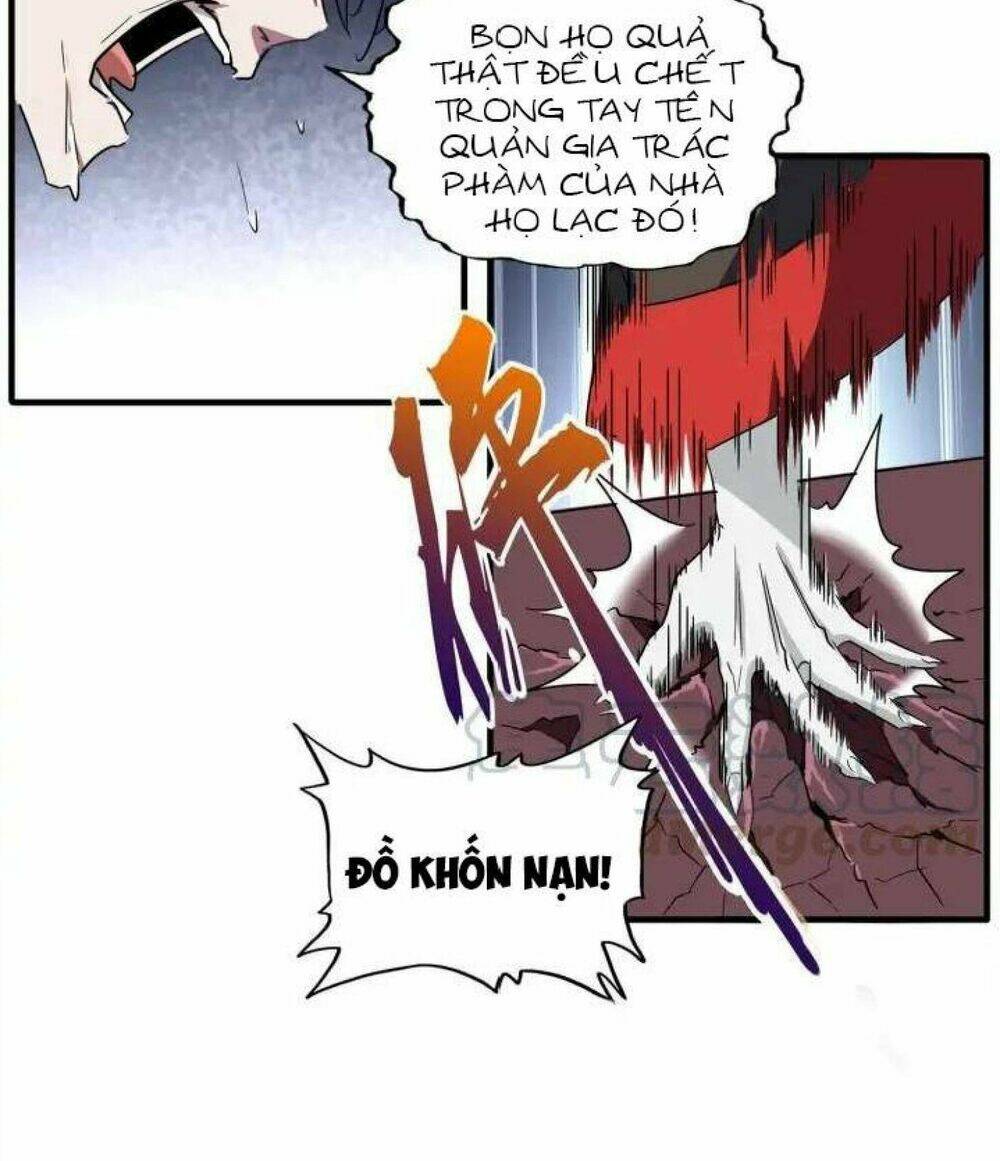 BỌN HỌ QUẢ
THẬT ĐỀU CHẾT
TRONG TAY TÊN
QUẢN GIA TRÁC
PHÀM CỦA NHÀ
HỌ LẠC ĐÓ!
ĐỒ KHỐN NẠN!